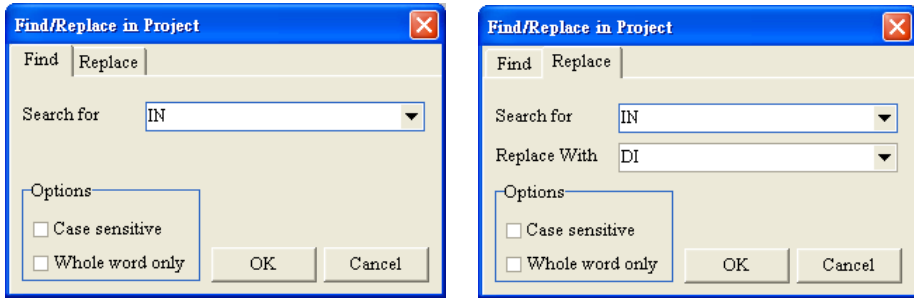 Find/Replace in Project
Find Replace
Search for IN
Options
Case sensitive
Whole word only
OK Cancel
Find/Replace in Project
Find Replace
Search for IN
Replace With DI
Options
Case sensitive
Whole word only
OK Cancel